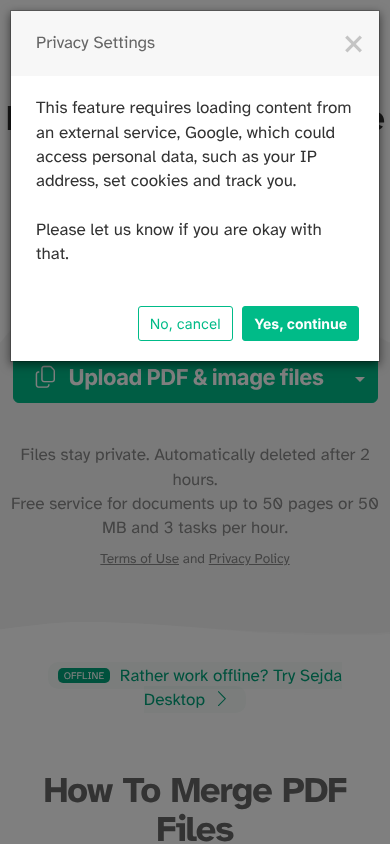 Privacy Settings
This feature requires loading content from
an external service, Google, which could
access personal data, such as your IP
address, set cookies and track you.
Please let us know if you are okay with
that.
No, cancel
Yes, continue
Upload PDF & image files
Files stay private. Automatically deleted after 2
hours.
Free service for documents up to 50 pages or 50
MB and 3 tasks per hour.
Terms of Use and Privacy Policy
OFFLINE Rather work offline? Try Sejda
Desktop
How To Merge PDF
Files